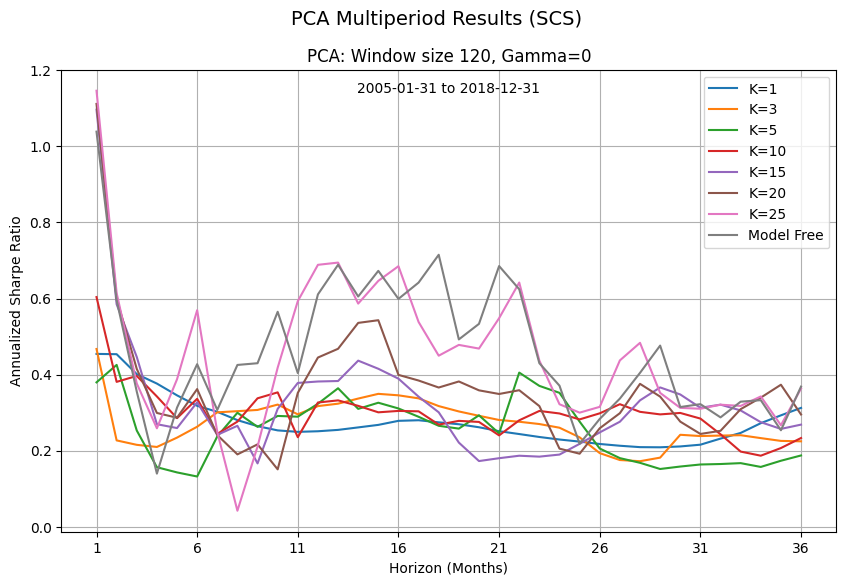 PCA Multiperiod Results (SCS)
PCA: Window size 120, Gamma=0
2005-01-31 to 2018-12-31
K=1
K=3
K=5
K=10
K=15
K=20
K=25
Model Free
Annualized Sharpe Ratio
1.2
1.0
0.8
0.6
0.4
0.2
0.0
1 6 11 16 21 26 31 36
Horizon (Months)